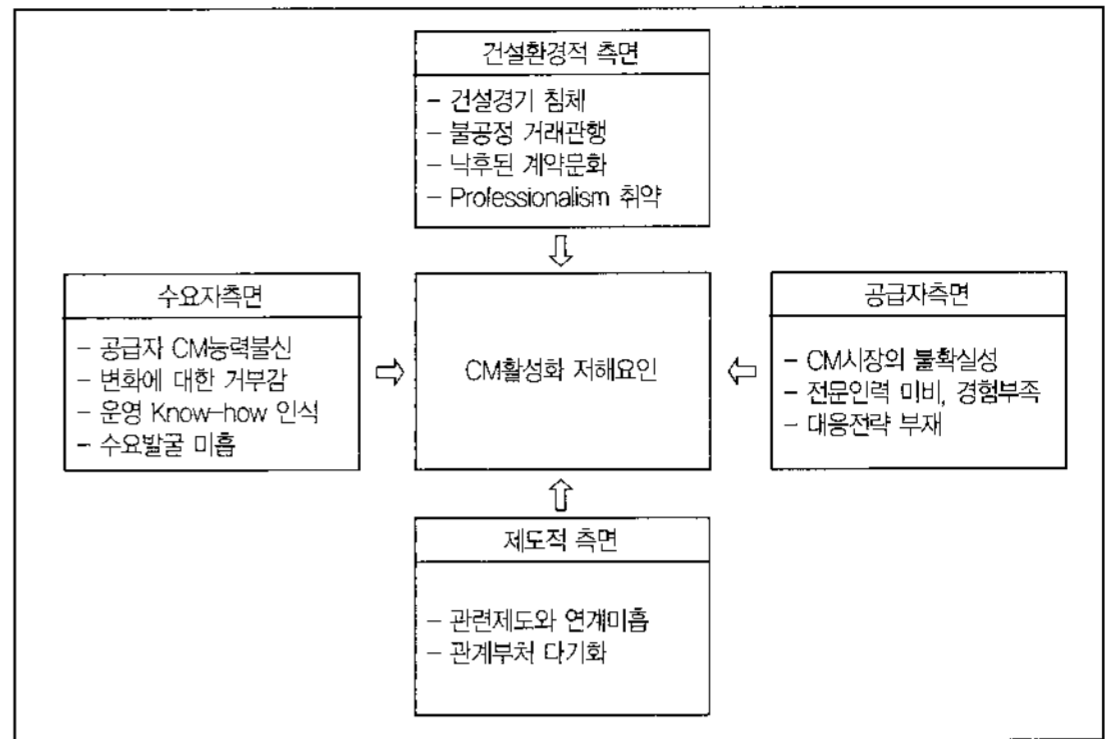 건설환경적 측면
– 건설경기 침체
– 불공정 거래관행
– 낙후된 계약문화
– Professionalism 취약
수요자측면
– 공급자 CM능력불신
– 변화에 대한 거부감
– 운영 Know-how 인식
– 수요발굴 미흡
CM활성화 저해요인
공급자측면
– CM시장의 불확실성
– 전문인력 미비, 경험부족
– 대응전략 부재
제도적 측면
– 관련제도와 연계미흡
– 관계부처 다기화